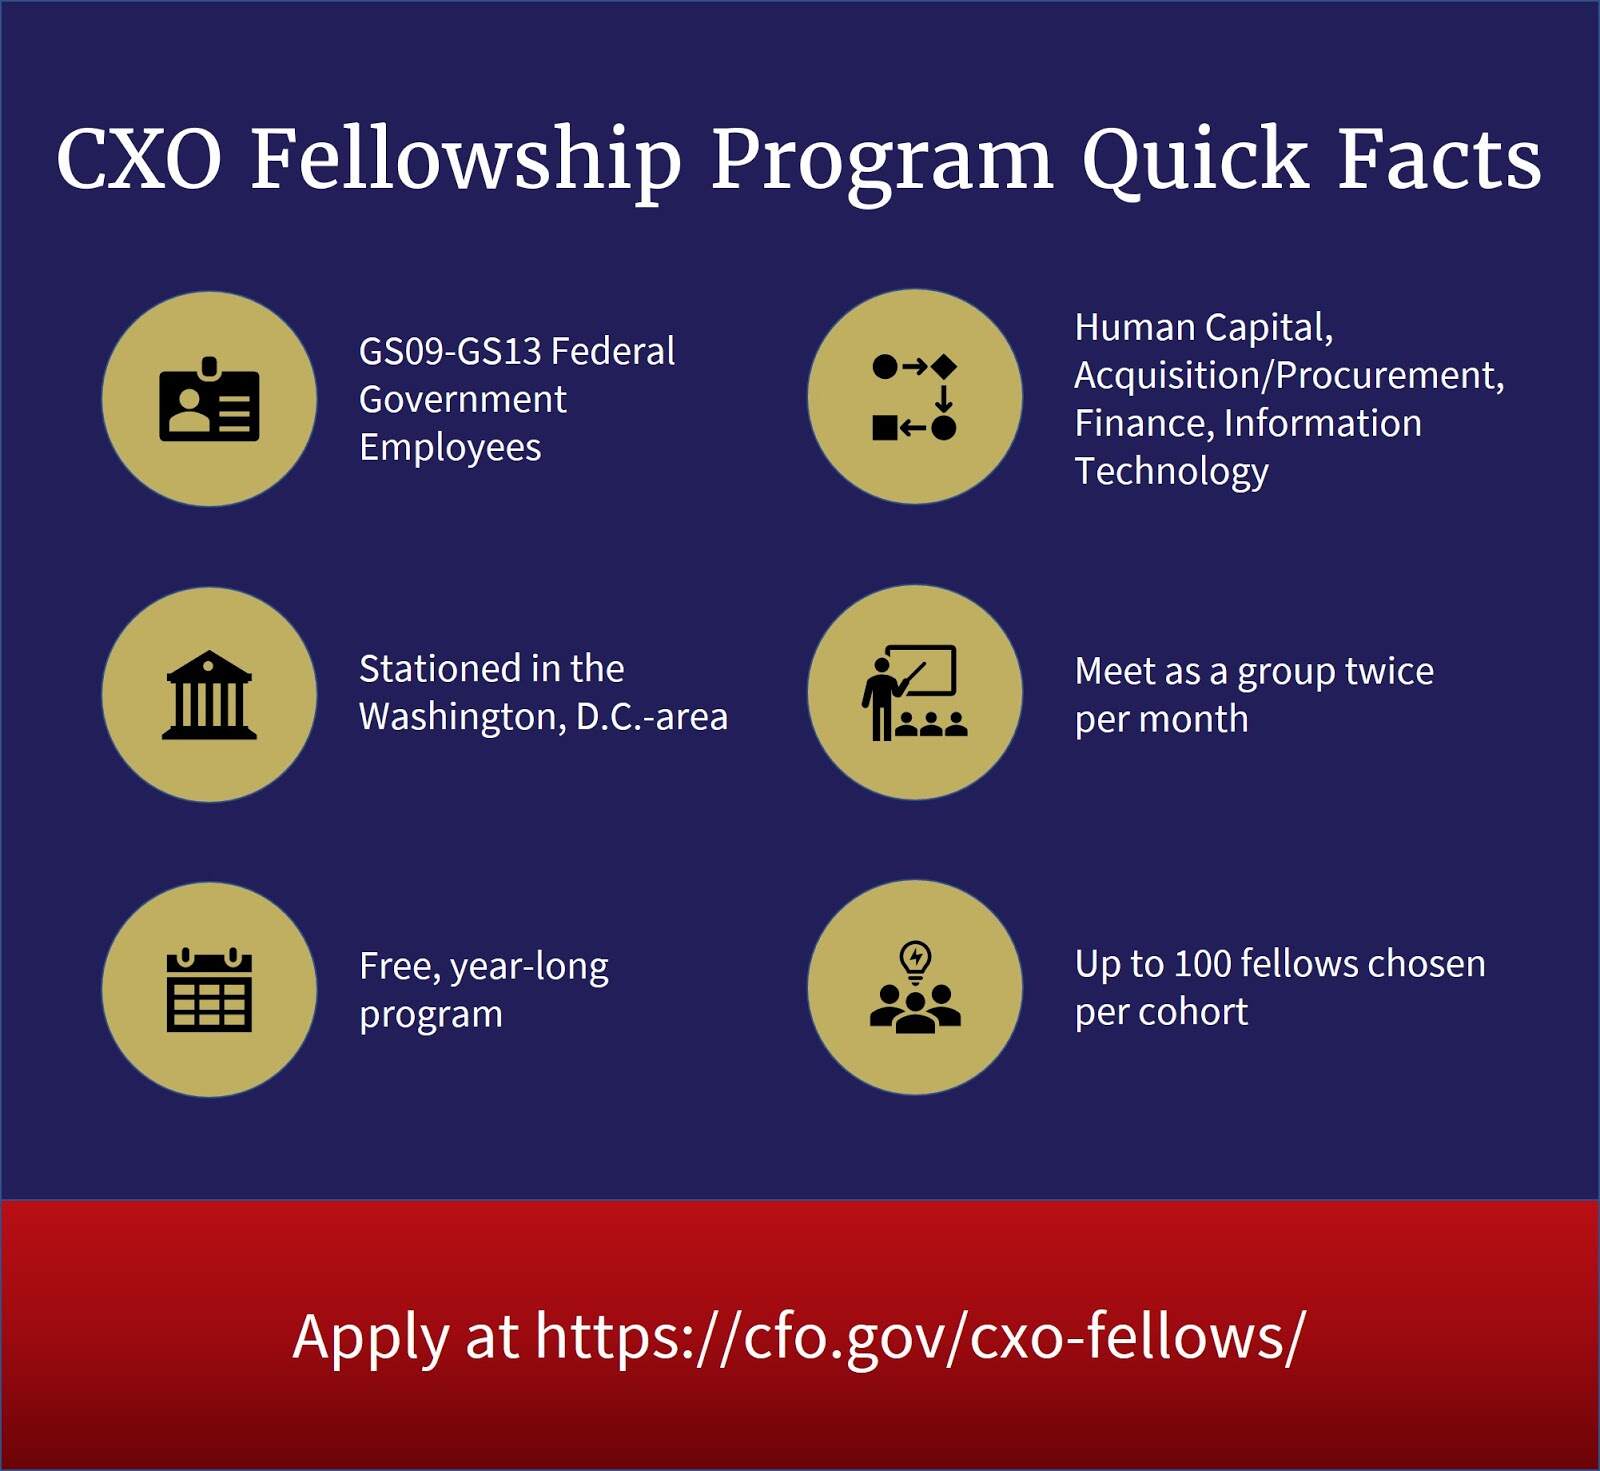 CXO Fellowship Program Quick Facts
GS09-GS13 Federal
Government
Employees
Human Capital,
Acquisition/Procurement,
Finance, Information
Technology
Stationed in the
Washington, D.C.-area
Meet as a group twice
per month
Free, year-long
program
Up to 100 fellows chosen
per cohort
Apply at https://cfo.gov/cxo-fellows/